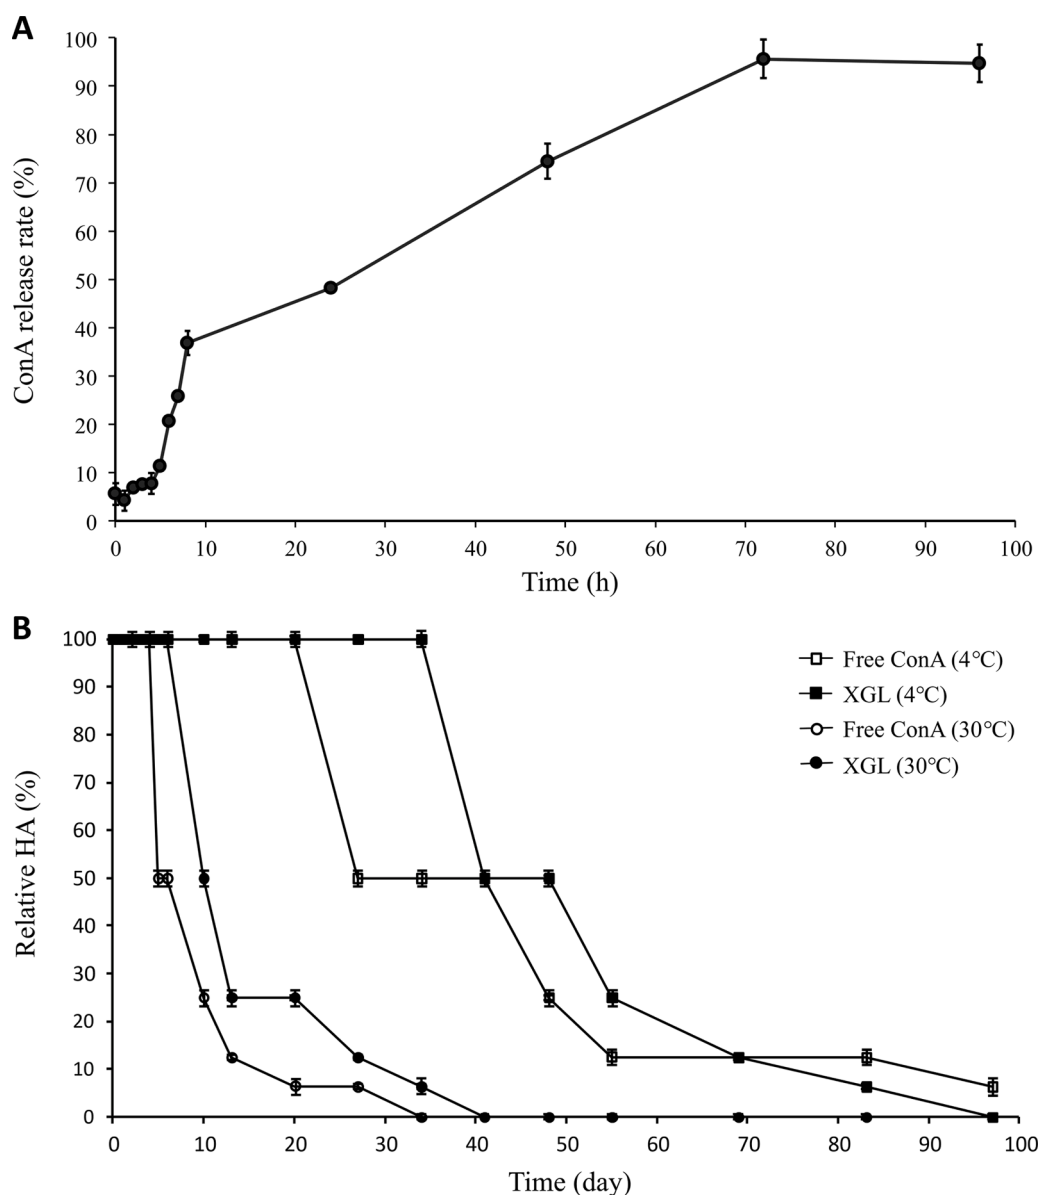 A
100
90
80
70
60
50
40
30
20
10
0
ConA release rate (%)
0 10 20 30 40 50 60 70 80 90 100
Time (h)
B
100
90
80
70
60
50
40
30
20
10
0
Relative HA (%)
Free ConA (4°C)
XGL (4°C)
Free ConA (30°C)
XGL (30°C)
0 10 20 30 40 50 60 70 80 90 100
Time (day)